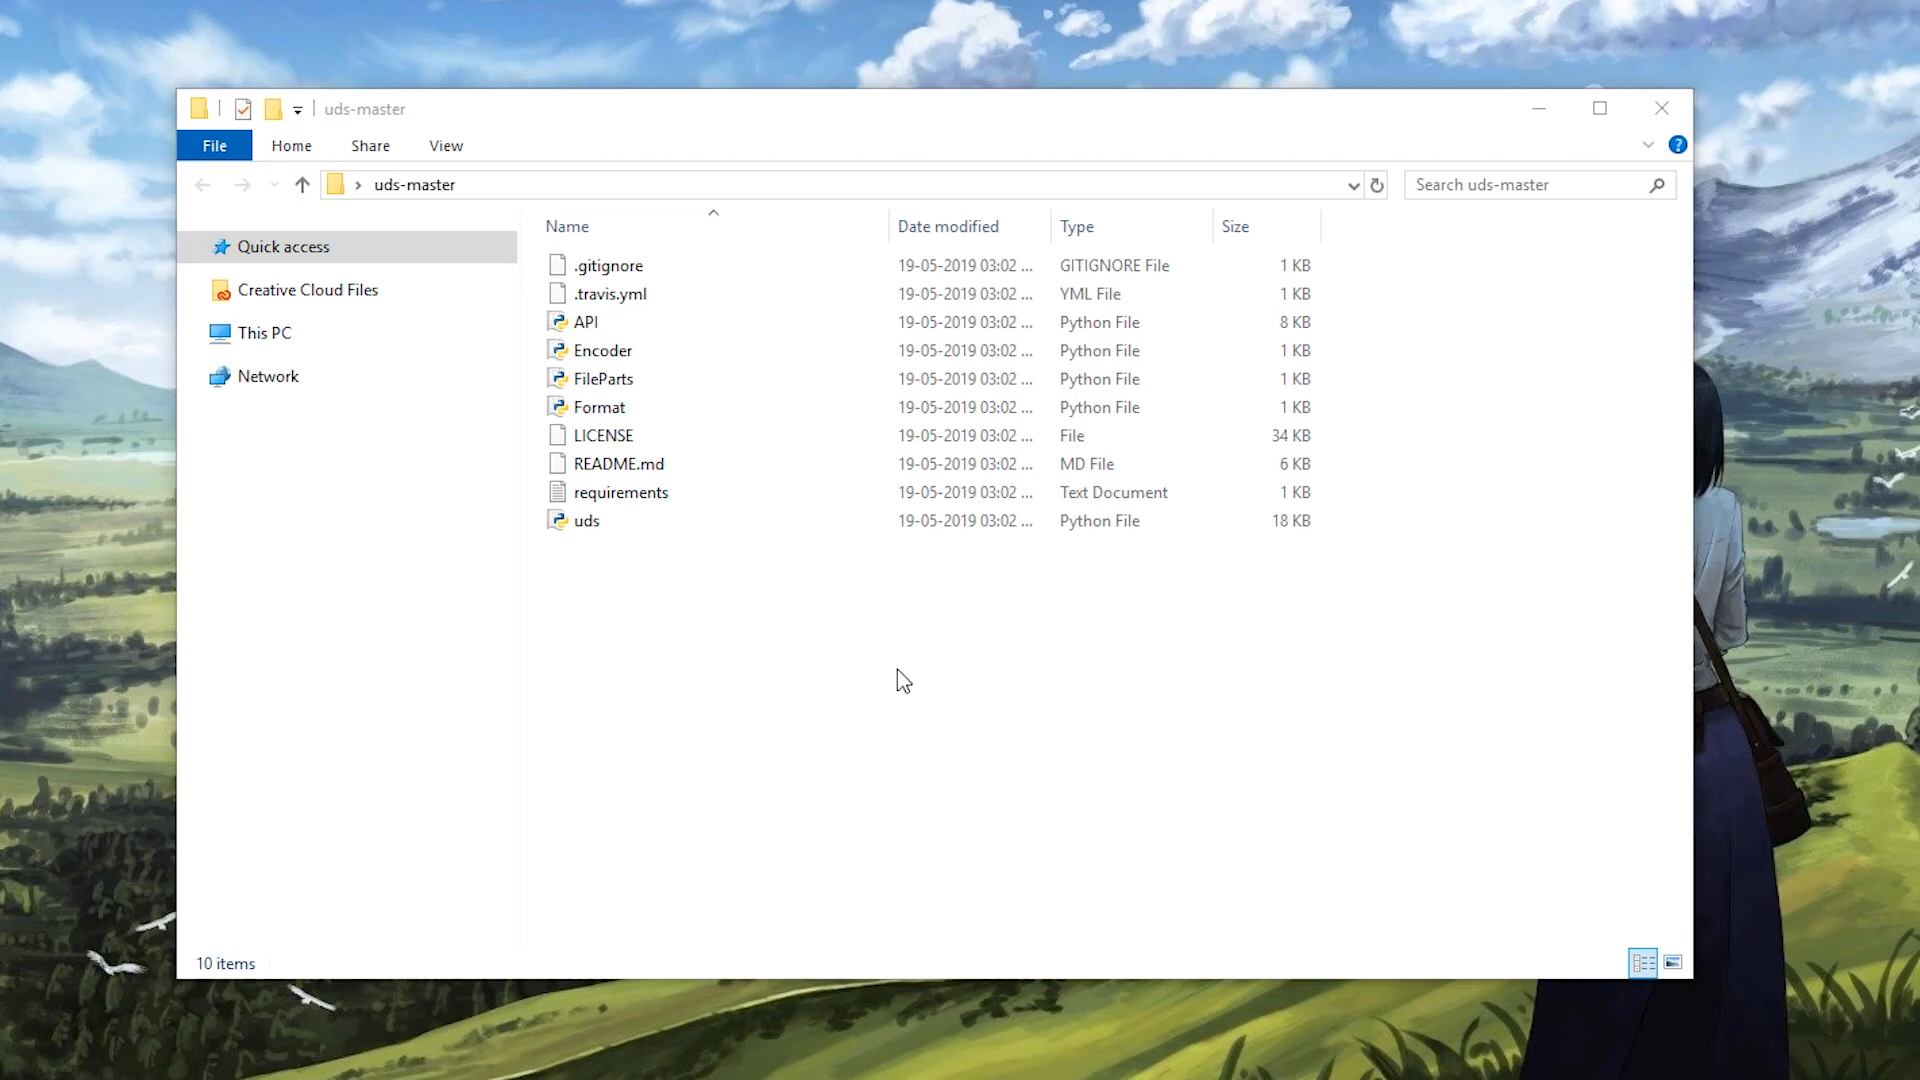 uds-master
File Home Share View
uds-master
Search uds-master
Name Date modified Type Size
Quick access
Creative Cloud Files
This PC
Network
.gitignore 19-05-2019 03:02 ... GITIGNORE File 1 KB
.travis.yml 19-05-2019 03:02 ... YML File 1 KB
API 19-05-2019 03:02 ... Python File 8 KB
Encoder 19-05-2019 03:02 ... Python File 1 KB
FileParts 19-05-2019 03:02 ... Python File 1 KB
Format 19-05-2019 03:02 ... Python File 1 KB
LICENSE 19-05-2019 03:02 ... File 34 KB
README.md 19-05-2019 03:02 ... MD File 6 KB
requirements 19-05-2019 03:02 ... Text Document 1 KB
uds 19-05-2019 03:02 ... Python File 18 KB
10 items